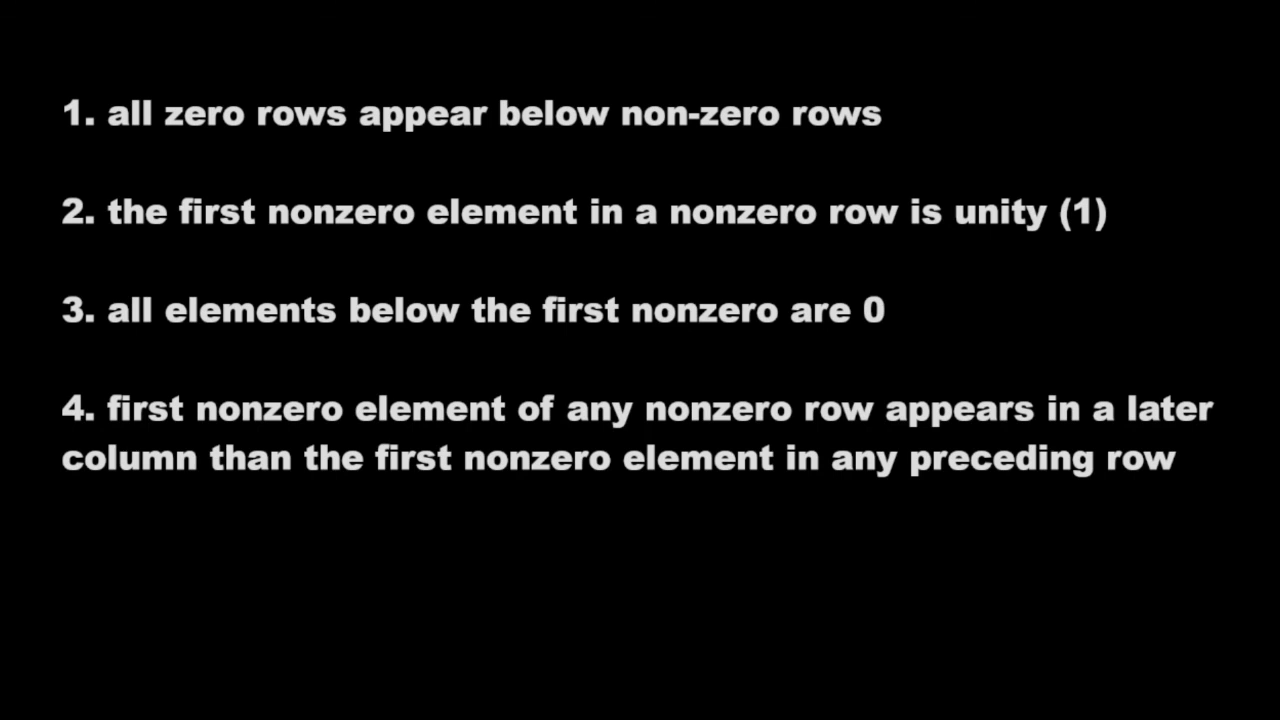 1. all zero rows appear below non-zero rows
2. the first nonzero element in a nonzero row is unity (1)
3. all elements below the first nonzero are 0
4. first nonzero element of any nonzero row appears in a later
column than the first nonzero element in any preceding row